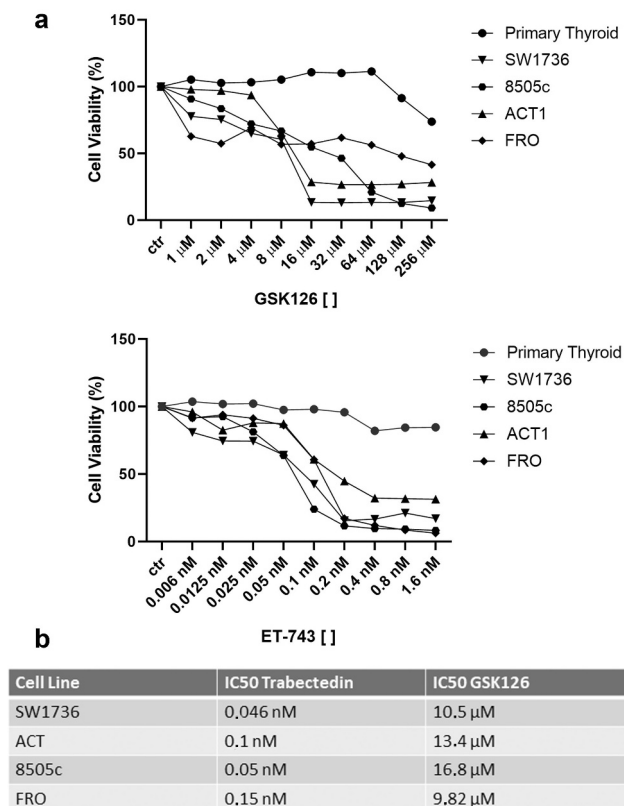 a
150
100
50
0
Cell Viability (%)
ctr
1 μM
2 μM
4 μM
8 μM
16 μM
32 μM
64 μM
128 μM
256 μM
GSK126 [ ]
Primary Thyroid
SW1736
8505c
ACT1
FRO
150
100
50
0
Cell Viability (%)
ctr
0.006 nM
0.0125 nM
0.025 nM
0.05 nM
0.1 nM
0.2 nM
0.4 nM
0.8 nM
1.6 nM
ET-743 [ ]
Primary Thyroid
SW1736
8505c
ACT1
FRO
b
Cell Line IC50 Trabectedin IC50 GSK126
SW1736 0.046 nM 10.5 μM
ACT 0.1 nM 13.4 μM
8505c 0.05 nM 16.8 μM
FRO 0.15 nM 9.82 μM